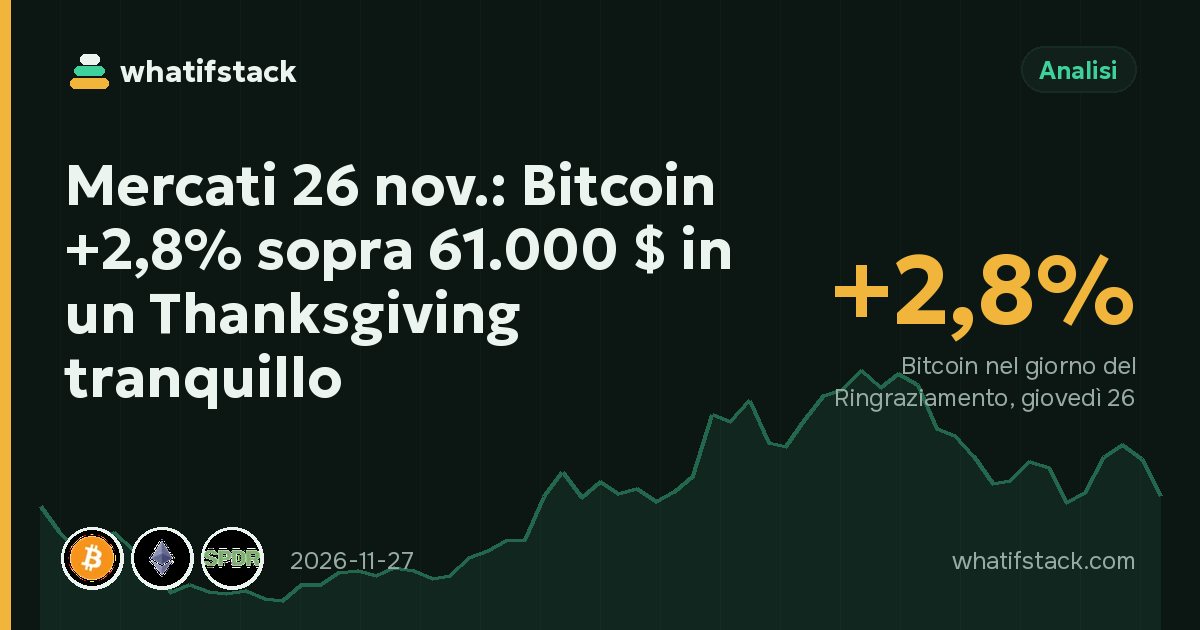 whatifstack
Analisi
Mercati 26 nov.: Bitcoin
+2,8% sopra 61.000 $ in
un Thanksgiving
tranquillo
+2,8%
Bitcoin nel giorno del
Ringraziamento, giovedì 26
SPDR
2026-11-27
whatifstack.com